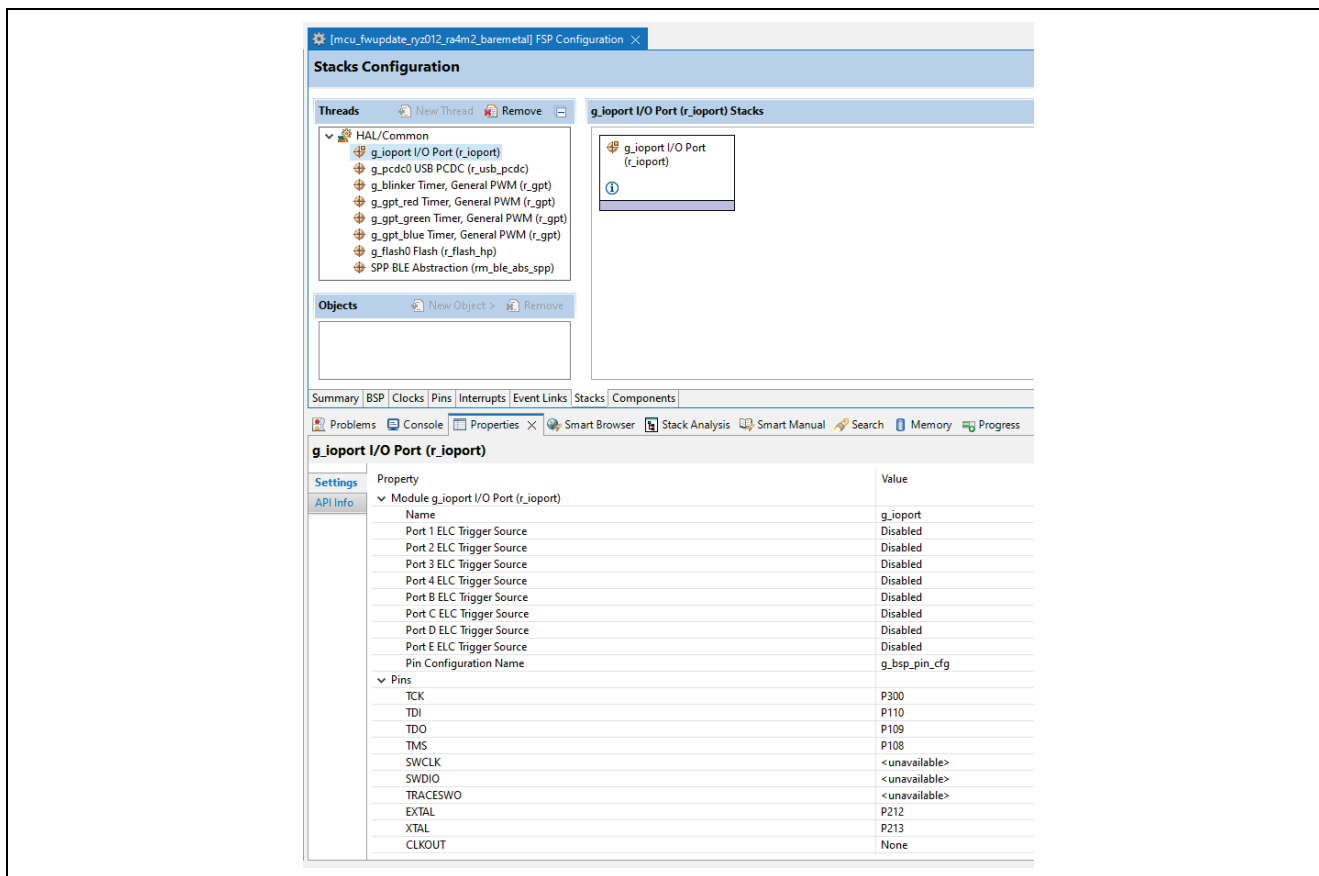 [mcu_fwupdate_ryz012_ra4m2_baremetal] FSP Configuration
Stacks Configuration
Threads New Thread Remove
HAL/Common
g_ioport I/O Port (r_ioport)
g_pcdc0 USB PCDC (r_usb_pcdc)
g_blinker Timer, General PWM (r_gpt)
g_gpt_red Timer, General PWM (r_gpt)
g_gpt_green Timer, General PWM (r_gpt)
g_gpt_blue Timer, General PWM (r_gpt)
g_flash0 Flash (r_flash_hp)
SPP BLE Abstraction (rm_ble_abs_spp)
Objects New Object > Remove
g_ioport I/O Port (r_ioport) Stacks
g_ioport I/O Port
(r_ioport)
Summary BSP Clocks Pins Interrupts Event Links Stacks Components
Problems Console Properties Smart Browser Stack Analysis Smart Manual Search Memory Progress
g_ioport I/O Port (r_ioport)
Settings
API Info
Property Value
Module g_ioport I/O Port (r_ioport)
Name g_ioport
Port 1 ELC Trigger Source Disabled
Port 2 ELC Trigger Source Disabled
Port 3 ELC Trigger Source Disabled
Port 4 ELC Trigger Source Disabled
Port B ELC Trigger Source Disabled
Port C ELC Trigger Source Disabled
Port D ELC Trigger Source Disabled
Port E ELC Trigger Source Disabled
Pin Configuration Name g_bsp_pin_cfg
Pins
TCK P300
TDI P110
TDO P109
TMS P108
SWCLK <unavailable>
SWDIO <unavailable>
TRACESWO <unavailable>
EXTAL P212
XTAL P213
CLKOUT None